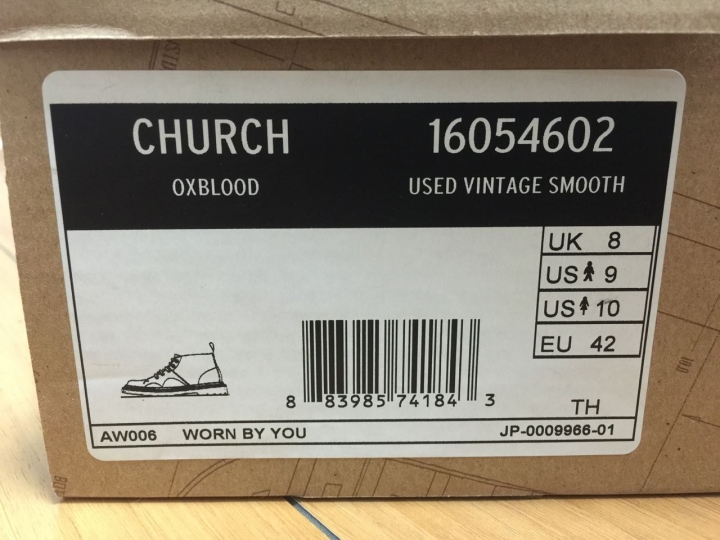 CHURCH 16054602
OXBLOOD USED VINTAGE SMOOTH
UK 8
US 9
US 10
EU 42
8 83985 74184 3
TH
AW006 WORN BY YOU JP-0009966-01